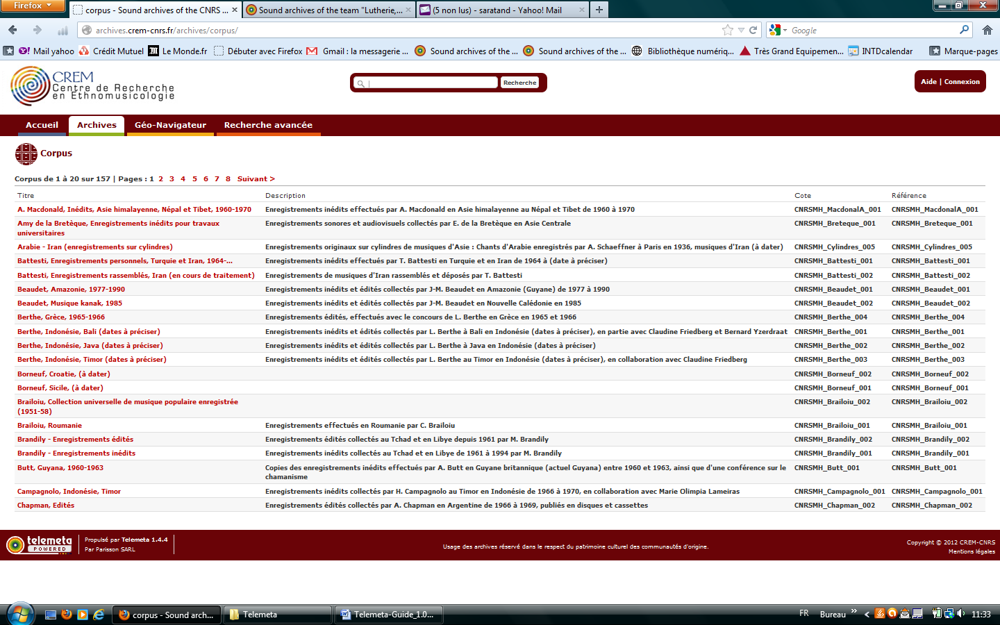 Firefox
corpus - Sound archives of the CNRS ...
Sound archives of the team "Lutherie,...
(5 non lus) - saratand - Yahoo! Mail
archives.crem-cnrs.fr/archives/corpus/
Google
Mail yahoo
Crédit Mutuel
Le Monde.fr
Débuter avec Firefox
Gmail : la messagerie ...
Sound archives of the ...
Sound archives of the ...
Bibliothèque numériq...
Très Grand Equipemen...
INTDcalendar
Marque-pages
CREM
Centre de Recherche
en Ethnomusicologie
Recherche
Aide | Connexion
Accueil
Archives
Géo-Navigateur
Recherche avancée
Corpus
Corpus de 1 à 20 sur 157 | Pages : 1 2 3 4 5 6 7 8 Suivant >
Titre Description Cote Référence
A. Macdonald, Inédits, Asie himalayenne, Népal et Tibet, 1960-1970 Enregistrements inédits effectués par A. Macdonald en Asie himalayenne au Népal et Tibet de 1960 à 1970 CNRSMH_MacdonalA_001 CNRSMH_MacdonalA_001
Amy de la Bretèque, Enregistrements inédits pour travaux Enregistrements sonores et audiovisuels collectés par E. de la Bretèque en Asie Centrale CNRSMH_Breteque_001 CNRSMH_Breteque_001
universitaires
Arabie - Iran (enregistrements sur cylindres) Enregistrements originaux sur cylindres de musiques d'Asie : Chants d'Arabie enregistrés par A. Schaeffner à Paris en 1936, musiques d'Iran (à dater) CNRSMH_Cylindres_005 CNRSMH_Cylindres_005
Battesti, Enregistrements personnels, Turquie et Iran, 1964-... Enregistrements inédits effectués par T. Battesti en Turquie et en Iran de 1964 à (date à préciser) CNRSMH_Battesti_001 CNRSMH_Battesti_001
Battesti, Enregistrements rassemblés, Iran (en cours de traitement) Enregistrements de musiques d'Iran rassemblés et déposés par T. Battesti CNRSMH_Battesti_002 CNRSMH_Battesti_002
Beaudet, Amazonie, 1977-1990 Enregistrements inédits et édités collectés par J-M. Beaudet en Amazonie (Guyane) de 1977 à 1990 CNRSMH_Beaudet_001 CNRSMH_Beaudet_001
Beaudet, Musique kanak, 1985 Enregistrements inédits et édités collectés par J-M. Beaudet en Nouvelle Calédonie en 1985 CNRSMH_Beaudet_002 CNRSMH_Beaudet_002
Berthe, Grèce, 1965-1966 Enregistrements édités, effectués avec le concours de L. Berthe en Grèce en 1965 et 1966 CNRSMH_Berthe_004 CNRSMH_Berthe_004
Berthe, Indonésie, Bali (dates à préciser) Enregistrements inédits et édités collectés par L. Berthe à Bali en Indonésie (dates à préciser), en partie avec Claudine Friedberg et Bernard Yzerdraat CNRSMH_Berthe_001 CNRSMH_Berthe_001
Berthe, Indonésie, Java (dates à préciser) Enregistrements inédits et édités collectés par L. Berthe à Java en Indonésie (dates à préciser) CNRSMH_Berthe_002 CNRSMH_Berthe_002
Berthe, Indonésie, Timor (dates à préciser) Enregistrements inédits et édités collectés par L. Berthe au Timor en Indonésie (dates à préciser), en collaboration avec Claudine Friedberg CNRSMH_Berthe_003 CNRSMH_Berthe_003
Borneuf, Croatie, (à dater) CNRSMH_Borneuf_002 CNRSMH_Borneuf_002
Borneuf, Sicile, (à dater) CNRSMH_Borneuf_001 CNRSMH_Borneuf_001
Brailoiu, Collection universelle de musique populaire enregistrée CNRSMH_Brailoiu_002 CNRSMH_Brailoiu_002
(1951-58)
Brailoiu, Roumanie Enregistrements effectués en Roumanie par C. Brailoiu CNRSMH_Brailoiu_001 CNRSMH_Brailoiu_001
Brandily - Enregistrements édités Enregistrements édités collectés au Tchad et en Libye depuis 1961 par M. Brandily CNRSMH_Brandily_002 CNRSMH_Brandily_002
Brandily - Enregistrements inédits Enregistrements inédits collectés au Tchad et en Libye de 1961 à 1994 par M. Brandily CNRSMH_Brandily_001 CNRSMH_Brandily_001
Butt, Guyana, 1960-1963 Copies des enregistrements inédits effectués par A. Butt en Guyane britannique (actuel Guyana) entre 1960 et 1963, ainsi que d'une conférence sur le CNRSMH_Butt_001 CNRSMH_Butt_001
chamanisme
Campagnolo, Indonésie, Timor Enregistrements inédits collectés par H. Campagnolo au Timor en Indonésie de 1966 à 1970, en collaboration avec Marie Olimpia Lameiras CNRSMH_Campagnolo_001 CNRSMH_Campagnolo_001
Chapman, Edités Enregistrements édités collectés par A. Chapman en Argentine de 1966 à 1969, publiés en disques et cassettes CNRSMH_Chapman_002 CNRSMH_Chapman_002
telemeta
POWERED
Propulsé par Telemeta 1.4.4
Par Parisson SARL
Usage des archives réservé dans le respect du patrimoine culturel des communautés d'origine.
Copyright © 2012 CREM-CNRS
Mentions légales
corpus - Sound arch...
Telemeta
Telemeta-Guide_1.0...
FR
Bureau
11:33